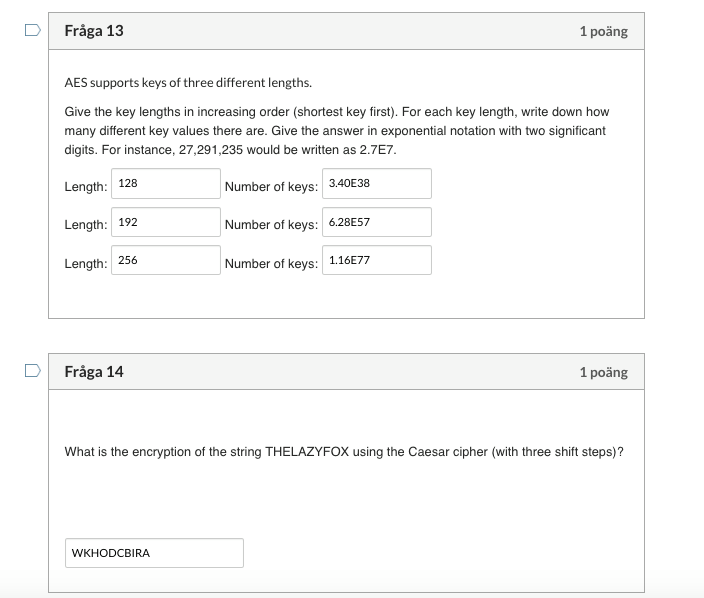 Fråga 13 1 poäng
AES supports keys of three different lengths.
Give the key lengths in increasing order (shortest key first). For each key length, write down how
many different key values there are. Give the answer in exponential notation with two significant
digits. For instance, 27,291,235 would be written as 2.7E7.
Length: 128 Number of keys: 3.40E38
Length: 192 Number of keys: 6.28E57
Length: 256 Number of keys: 1.16E77
Fråga 14 1 poäng
What is the encryption of the string THELAZYFOX using the Caesar cipher (with three shift steps)?
WKHODCBIRA